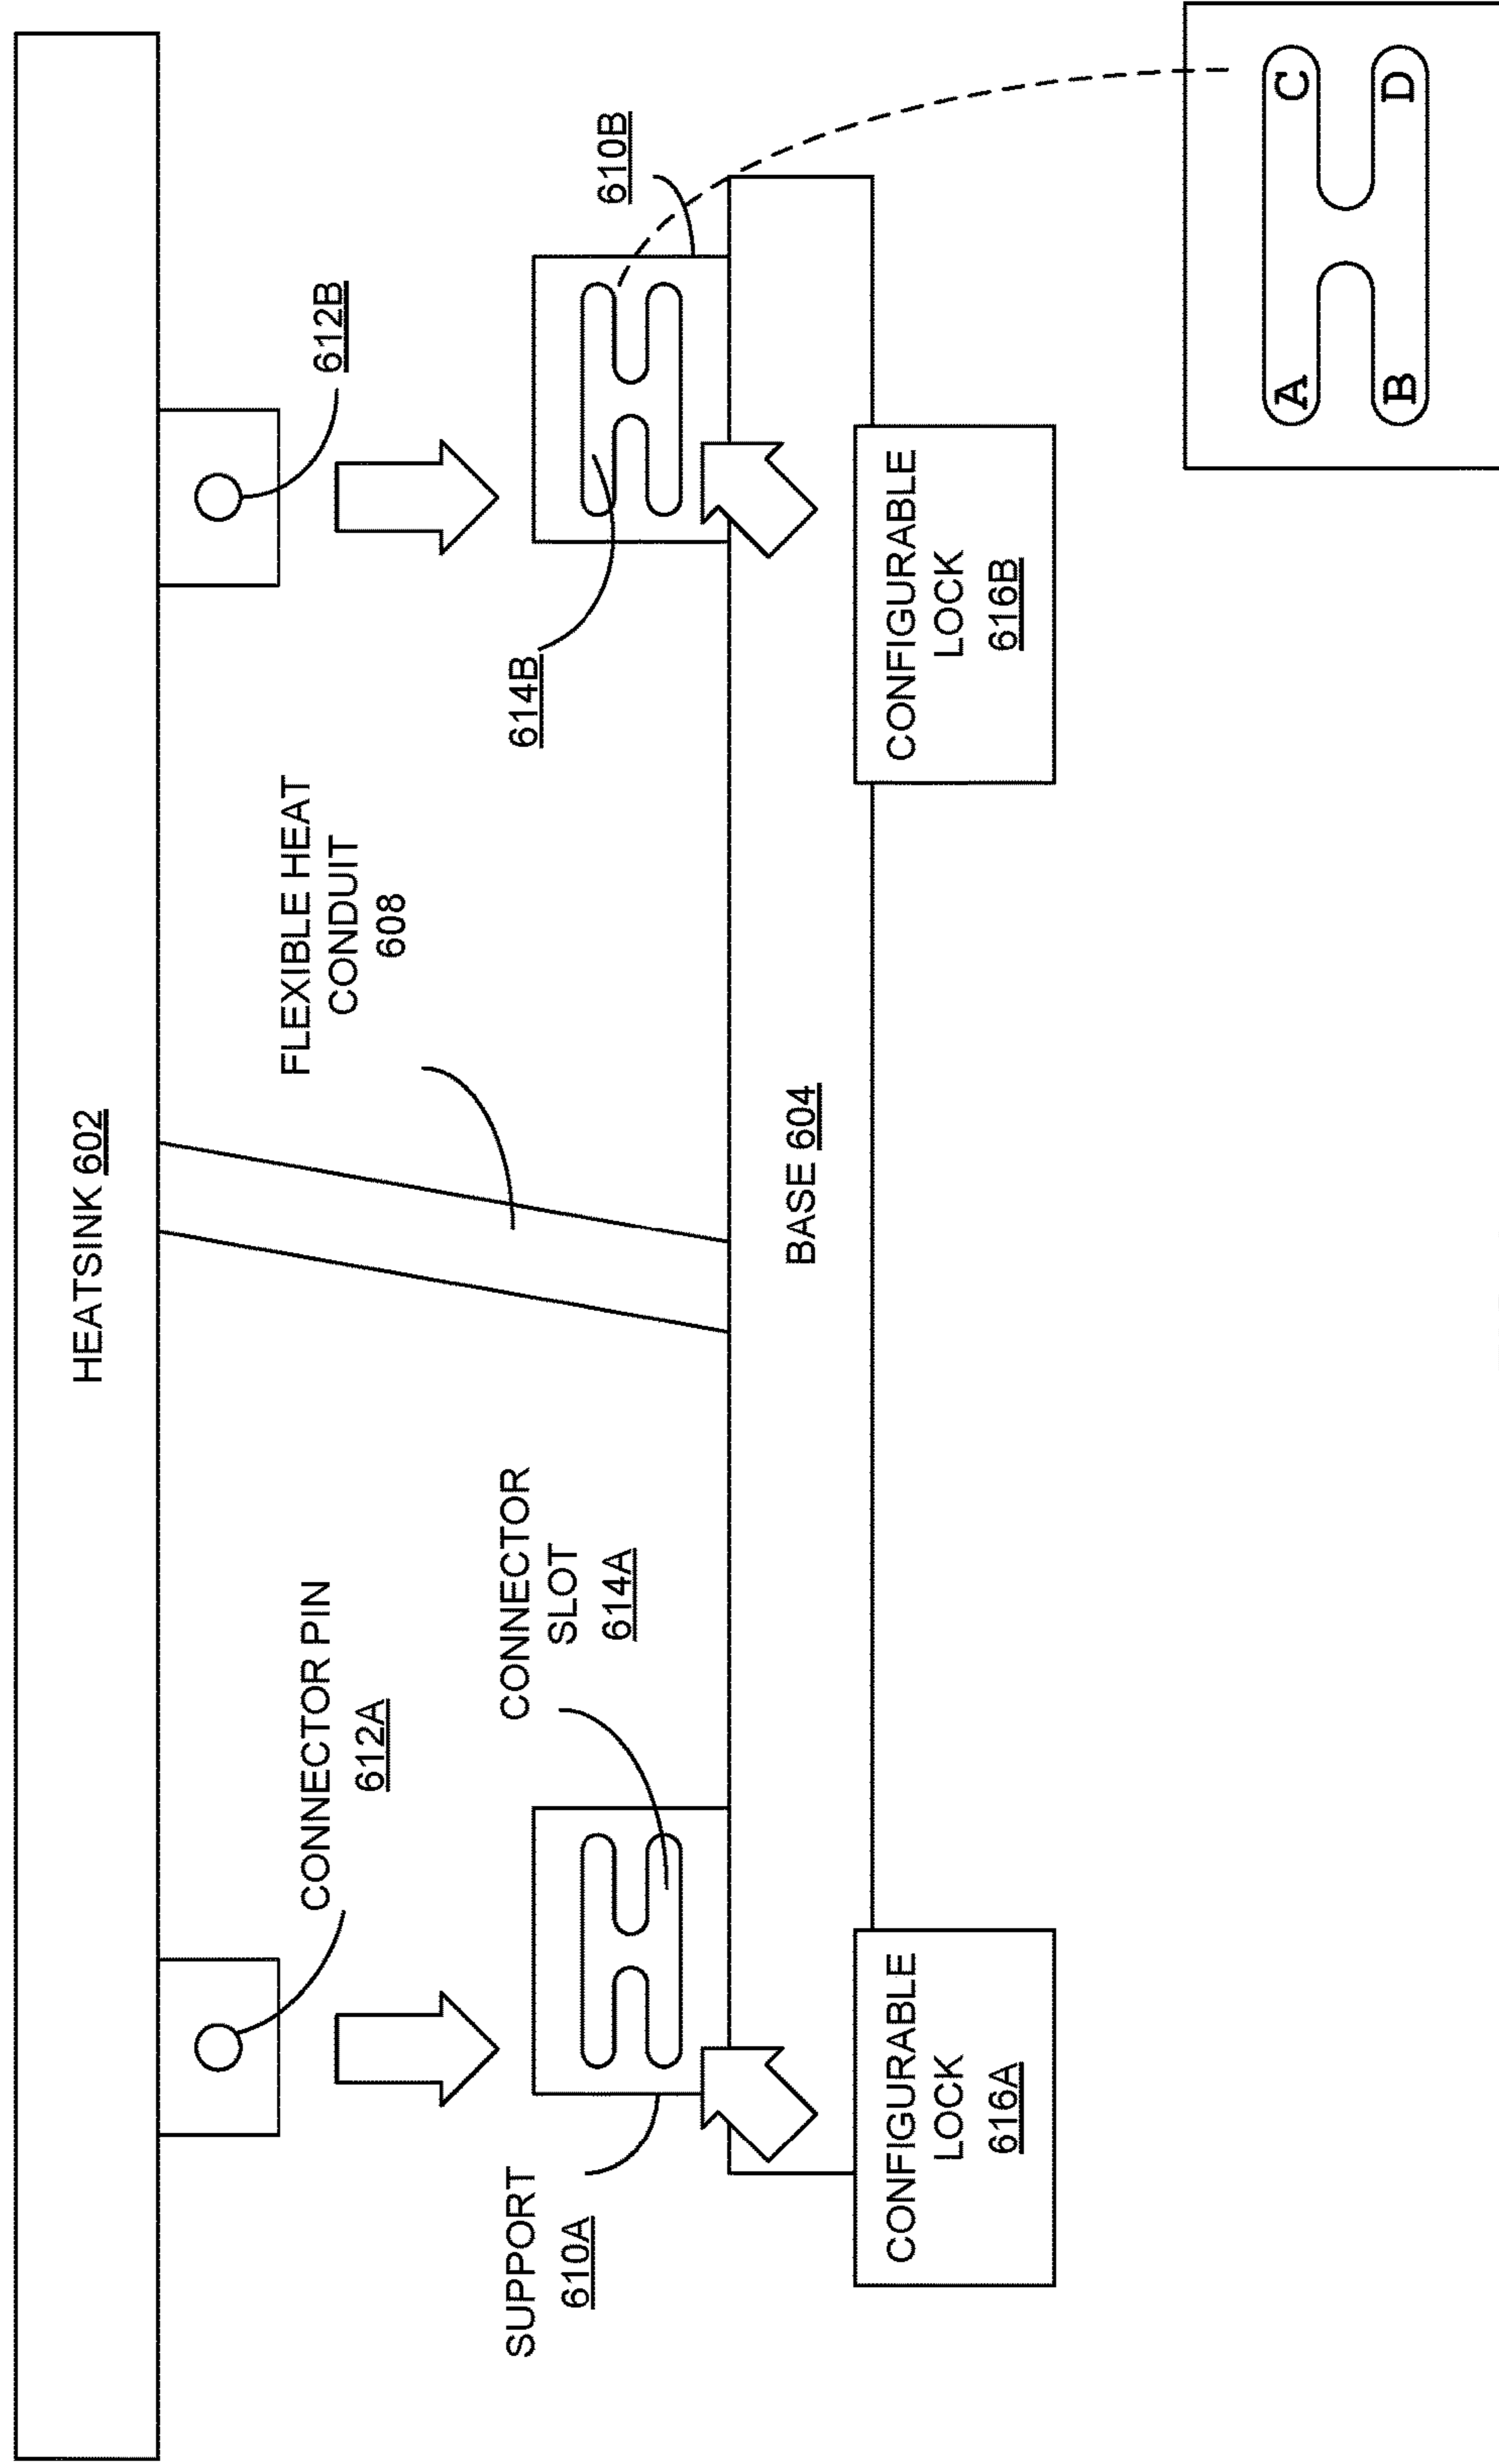 HEATSINK 602
CONNECTOR PIN
612A
FLEXIBLE HEAT
CONDUIT
608
612B
SUPPORT
610A
CONNECTOR
SLOT
614A
614B
610B
BASE 604
CONFIGURABLE
LOCK
616A
CONFIGURABLE
LOCK
616B
A
C
B
D